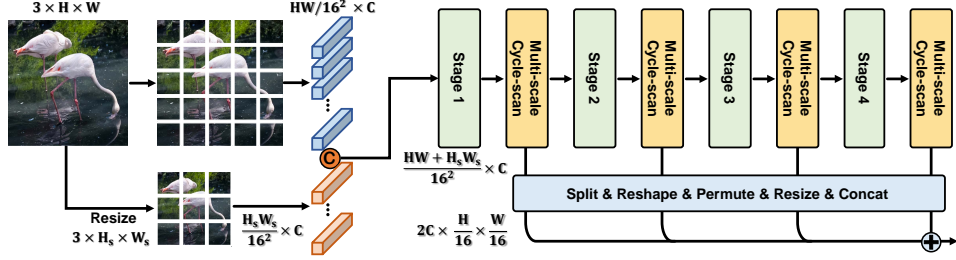 3 × H × W
HW/16² × C
Resize
3 × Hₛ × Wₛ
HₛWₛ/16² × C
C
Stage 1
Multi-scale
Cycle-scan
Stage 2
Multi-scale
Cycle-scan
Stage 3
Multi-scale
Cycle-scan
Stage 4
Multi-scale
Cycle-scan
HW + HₛWₛ/16² × C
Split & Reshape & Permute & Resize & Concat
2C × H/16 × W/16
+